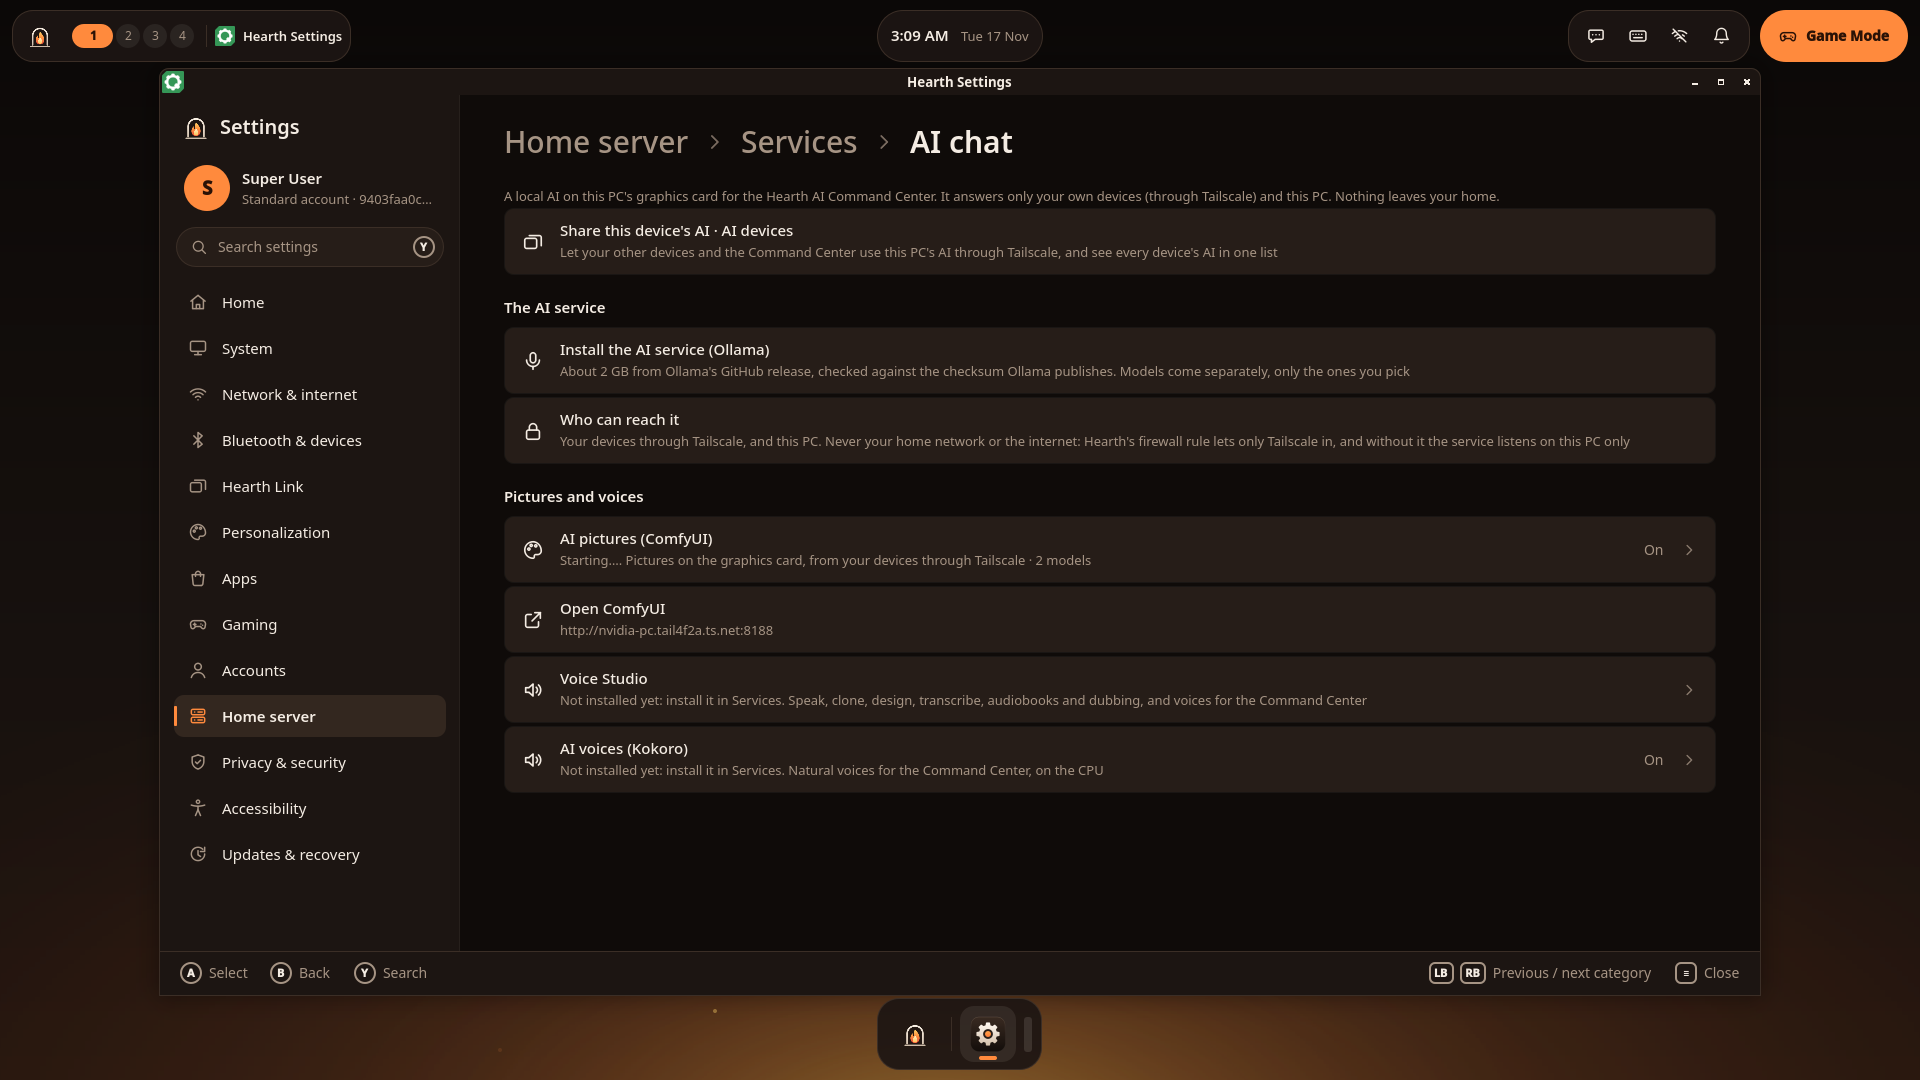 1 2 3 4 Hearth Settings
3:09 AM Tue 17 Nov
Game Mode
Hearth Settings
Settings
S
Super User
Standard account · 9403faa0c...
Search settings Y
Home
System
Network & internet
Bluetooth & devices
Hearth Link
Personalization
Apps
Gaming
Accounts
Home server
Privacy & security
Accessibility
Updates & recovery
Home server > Services > AI chat
A local AI on this PC's graphics card for the Hearth AI Command Center. It answers only your own devices (through Tailscale) and this PC. Nothing leaves your home.
Share this device's AI · AI devices
Let your other devices and the Command Center use this PC's AI through Tailscale, and see every device's AI in one list
The AI service
Install the AI service (Ollama)
About 2 GB from Ollama's GitHub release, checked against the checksum Ollama publishes. Models come separately, only the ones you pick
Who can reach it
Your devices through Tailscale, and this PC. Never your home network or the internet: Hearth's firewall rule lets only Tailscale in, and without it the service listens on this PC only
Pictures and voices
AI pictures (ComfyUI)
Starting.... Pictures on the graphics card, from your devices through Tailscale · 2 models
On
Open ComfyUI
http://nvidia-pc.tail4f2a.ts.net:8188
Voice Studio
Not installed yet: install it in Services. Speak, clone, design, transcribe, audiobooks and dubbing, and voices for the Command Center
AI voices (Kokoro)
Not installed yet: install it in Services. Natural voices for the Command Center, on the CPU
On
A Select B Back Y Search
LB RB Previous / next category ≡ Close